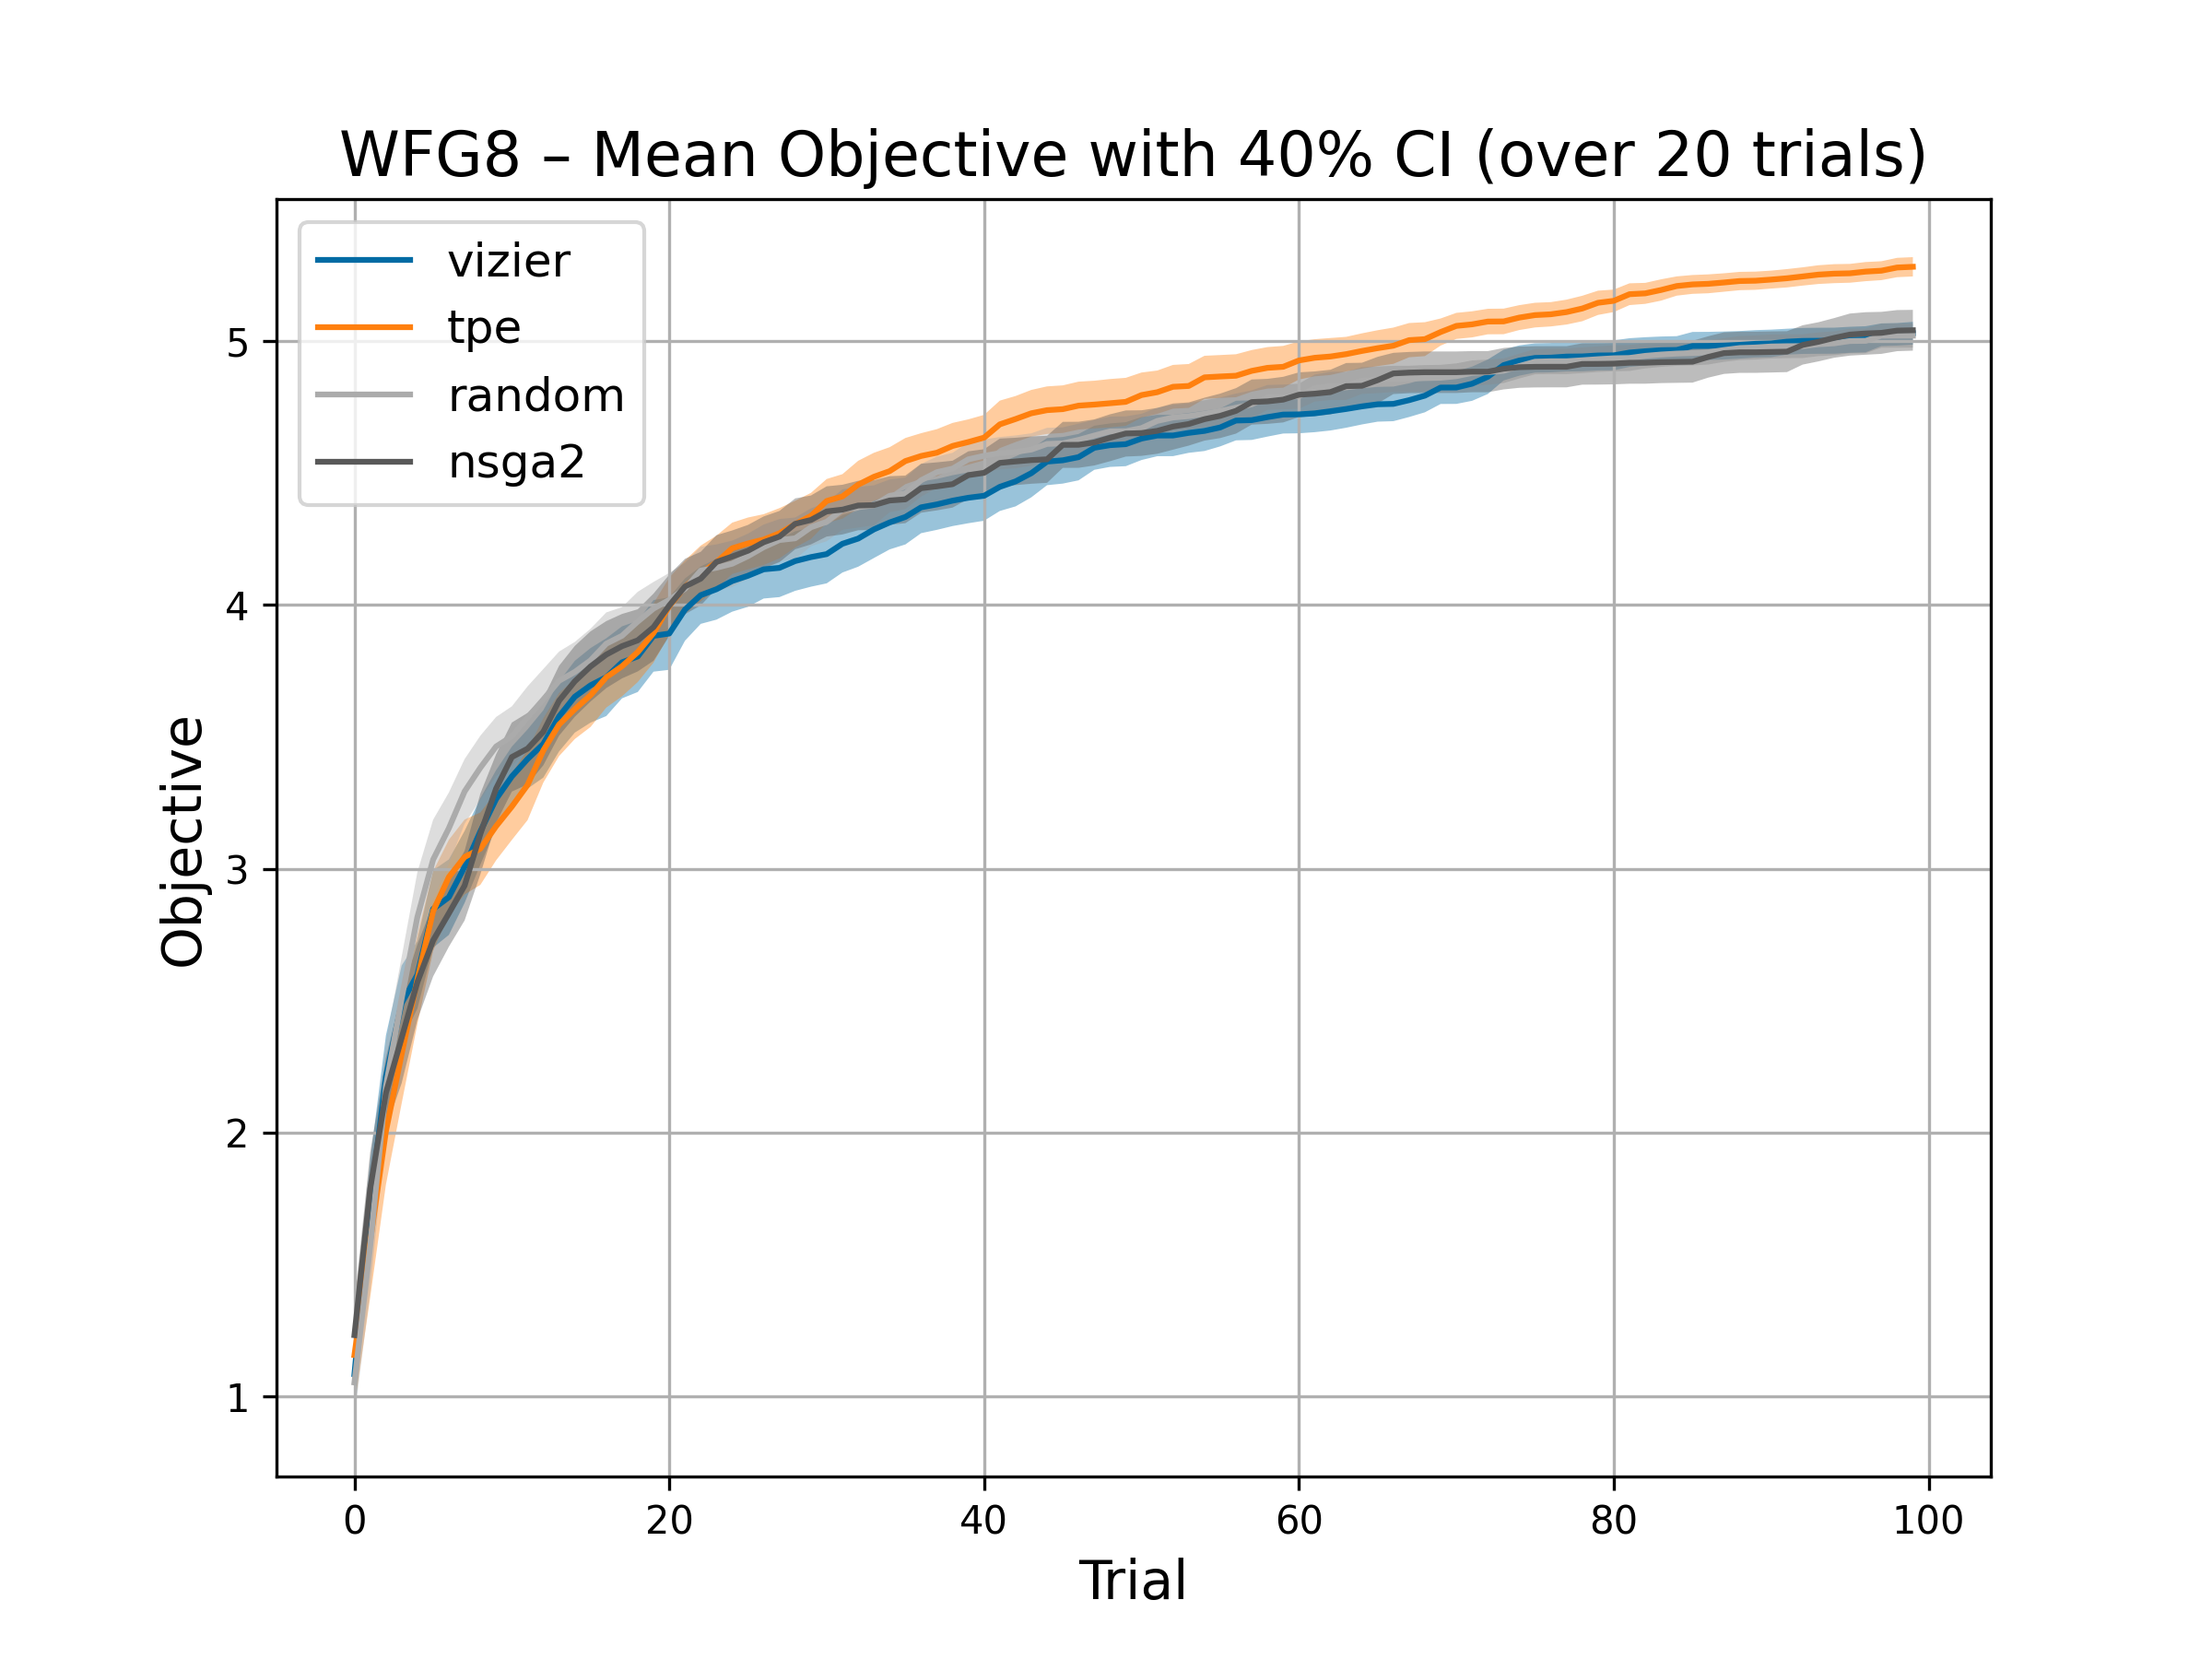 WFG8 – Mean Objective with 40% CI (over 20 trials)
vizier
tpe
random
nsga2
5
4
3
2
1
Objective
0 20 40 60 80 100
Trial